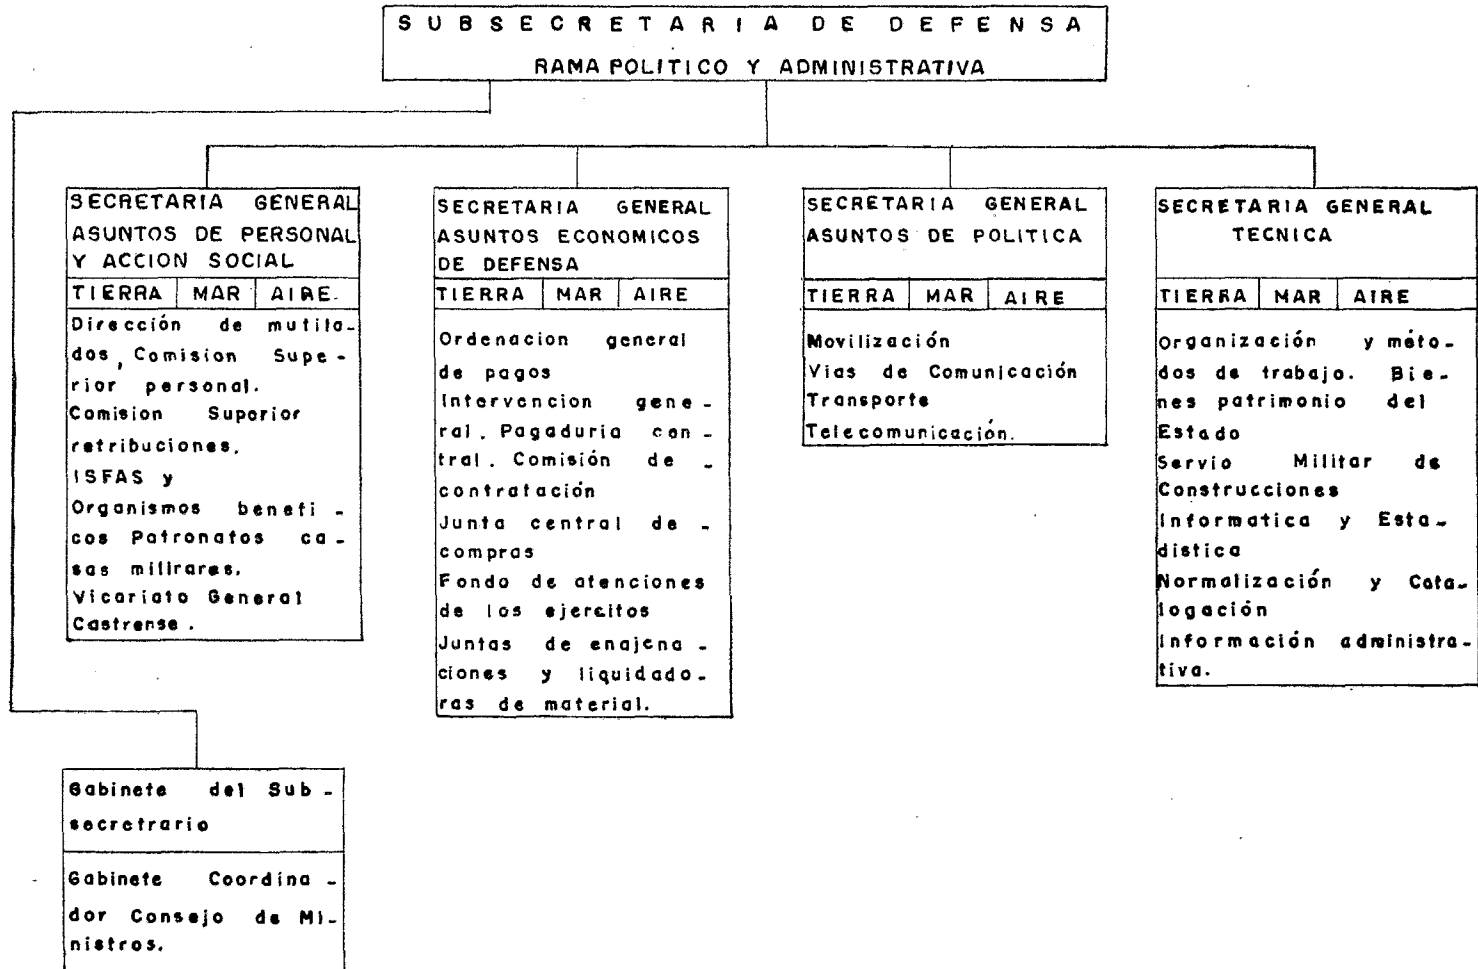 SUBSECRETARIA DE DEFENSA
RAMA POLITICO Y ADMINISTRATIVA
SECRETARIA GENERAL
ASUNTOS DE PERSONAL
Y ACCION SOCIAL
TIERRA MAR AIRE.
Dirección de mutila-
dos, Comision Supe-
rior personal.
Comision Superior
retribuciones.
ISFAS y
Organismos benefi-
cos Patronatos ca-
sas milirares.
Vicariato General
Castrense.
SECRETARIA GENERAL
ASUNTOS ECONOMICOS
DE DEFENSA
TIERRA MAR AIRE
Ordenacion general
de pagos
Intervencion gene-
ral. Pagaduria cen-
tral. Comisión de -
contratación
Junta central de -
compras
Fondo de atenciones
de los ejercitos
Juntas de enajena-
ciones y liquidado-
ras de material.
SECRETARIA GENERAL
ASUNTOS DE POLITICA
TIERRA MAR AIRE
Movilización
Vias de Comunicación
Transporte
Telecomunicación.
SECRETARIA GENERAL
TECNICA
TIERRA MAR AIRE
Organización y méto-
dos de trabajo. Bie-
nes patrimonio del
Estado
Servio Militar de
Construcciones
Informatica y Esta-
distica
Normalización y Cata-
logación
Información administra-
tiva.
Gabinete del Sub-
secretrario
Gabinete Coordina-
dor Consejo de Mi-
nistros.